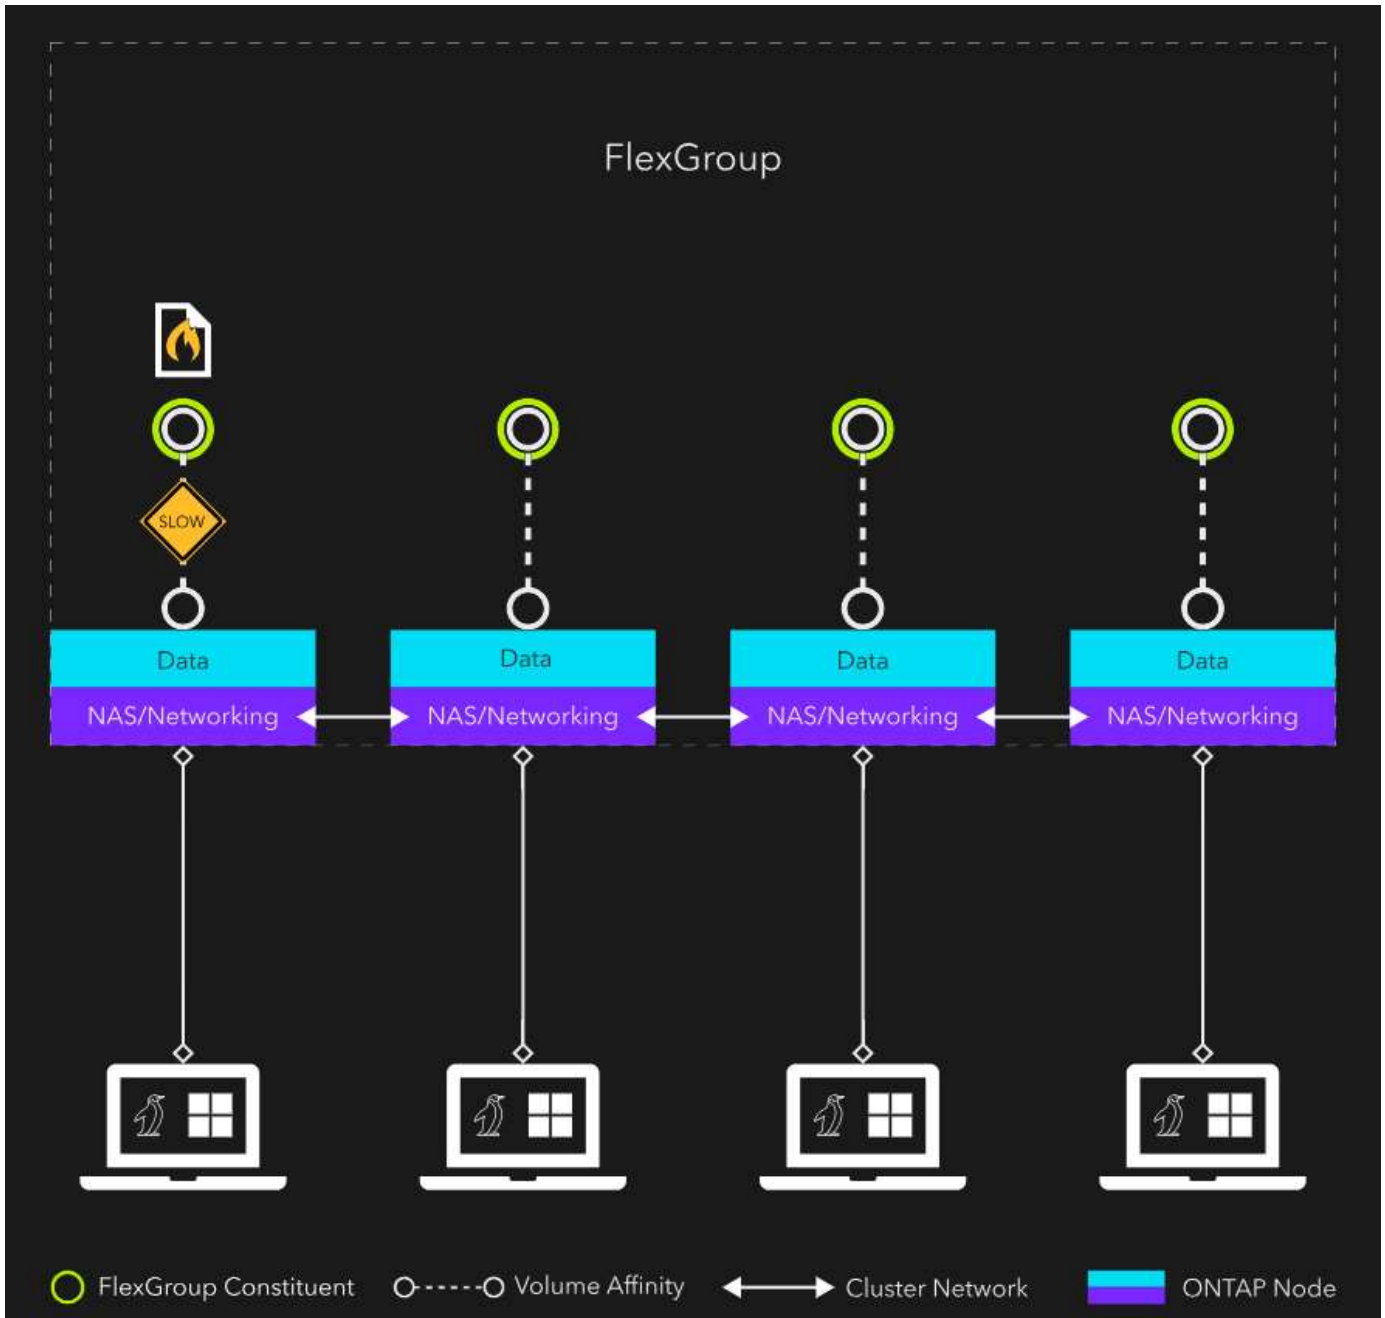 FlexGroup
SLOW
Data Data Data Data
NAS/Networking NAS/Networking NAS/Networking NAS/Networking
FlexGroup Constituent Volume Affinity Cluster Network ONTAP Node